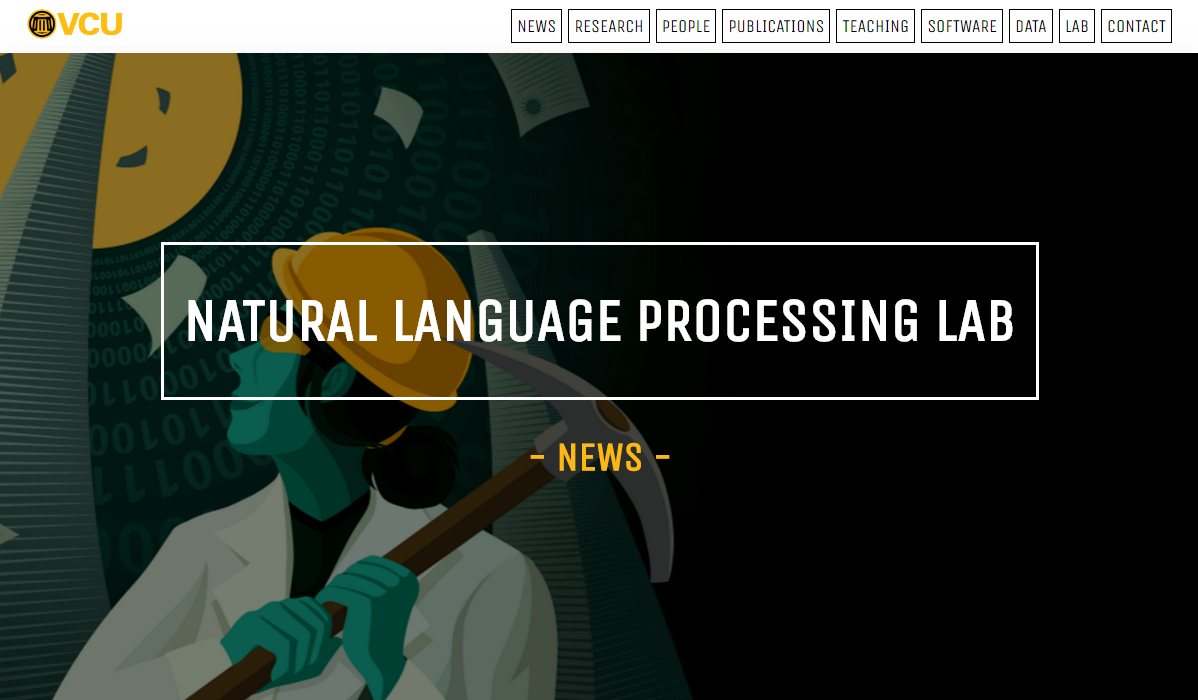 VCU
NEWS RESEARCH PEOPLE PUBLICATIONS TEACHING SOFTWARE DATA LAB CONTACT
NATURAL LANGUAGE PROCESSING LAB
- NEWS -